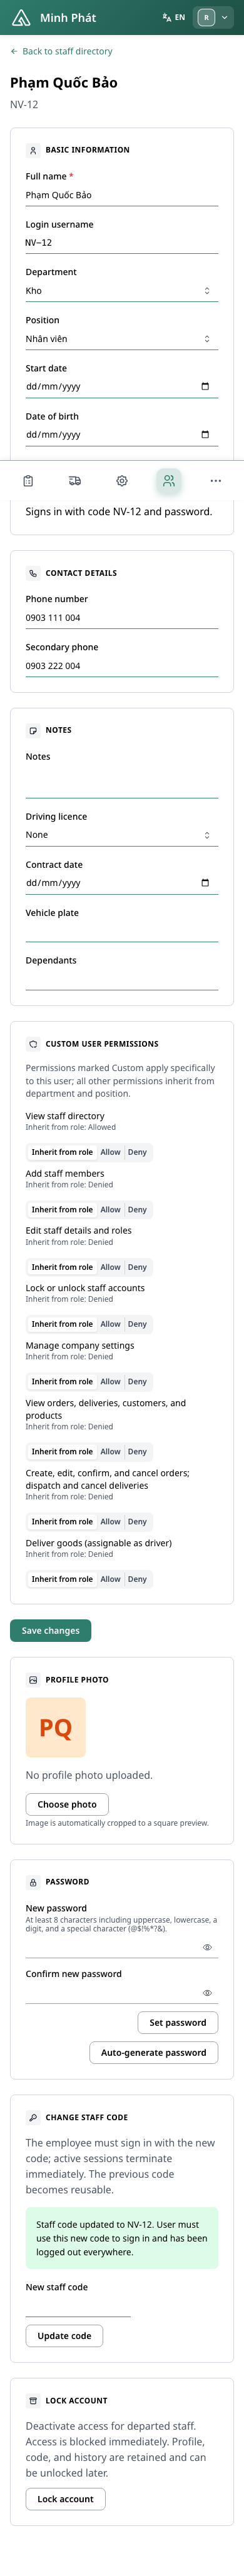 Minh Phát
EN
R
Back to staff directory
Phạm Quốc Bảo
NV-12
BASIC INFORMATION
Full name *
Phạm Quốc Bảo
Login username
NV-12
Department
Kho
Position
Nhân viên
Start date
dd/mm/yyyy
Date of birth
dd/mm/yyyy
Signs in with code NV-12 and password.
CONTACT DETAILS
Phone number
0903 111 004
Secondary phone
0903 222 004
NOTES
Notes
Driving licence
None
Contract date
dd/mm/yyyy
Vehicle plate
Dependants
CUSTOM USER PERMISSIONS
Permissions marked Custom apply specifically
to this user; all other permissions inherit from
department and position.
View staff directory
Inherit from role: Allowed
Inherit from role Allow Deny
Add staff members
Inherit from role: Denied
Inherit from role Allow Deny
Edit staff details and roles
Inherit from role: Denied
Inherit from role Allow Deny
Lock or unlock staff accounts
Inherit from role: Denied
Inherit from role Allow Deny
Manage company settings
Inherit from role: Denied
Inherit from role Allow Deny
View orders, deliveries, customers, and
products
Inherit from role: Denied
Inherit from role Allow Deny
Create, edit, confirm, and cancel orders;
dispatch and cancel deliveries
Inherit from role: Denied
Inherit from role Allow Deny
Deliver goods (assignable as driver)
Inherit from role: Denied
Inherit from role Allow Deny
Save changes
PROFILE PHOTO
PQ
No profile photo uploaded.
Choose photo
Image is automatically cropped to a square preview.
PASSWORD
New password
At least 8 characters including uppercase, lowercase, a
digit, and a special character (@$!%*?&).
Confirm new password
Set password
Auto-generate password
CHANGE STAFF CODE
The employee must sign in with the new
code; active sessions terminate
immediately. The previous code
becomes reusable.
Staff code updated to NV-12. User must
use this new code to sign in and has been
logged out everywhere.
New staff code
Update code
LOCK ACCOUNT
Deactivate access for departed staff.
Access is blocked immediately. Profile,
code, and history are retained and can
be unlocked later.
Lock account